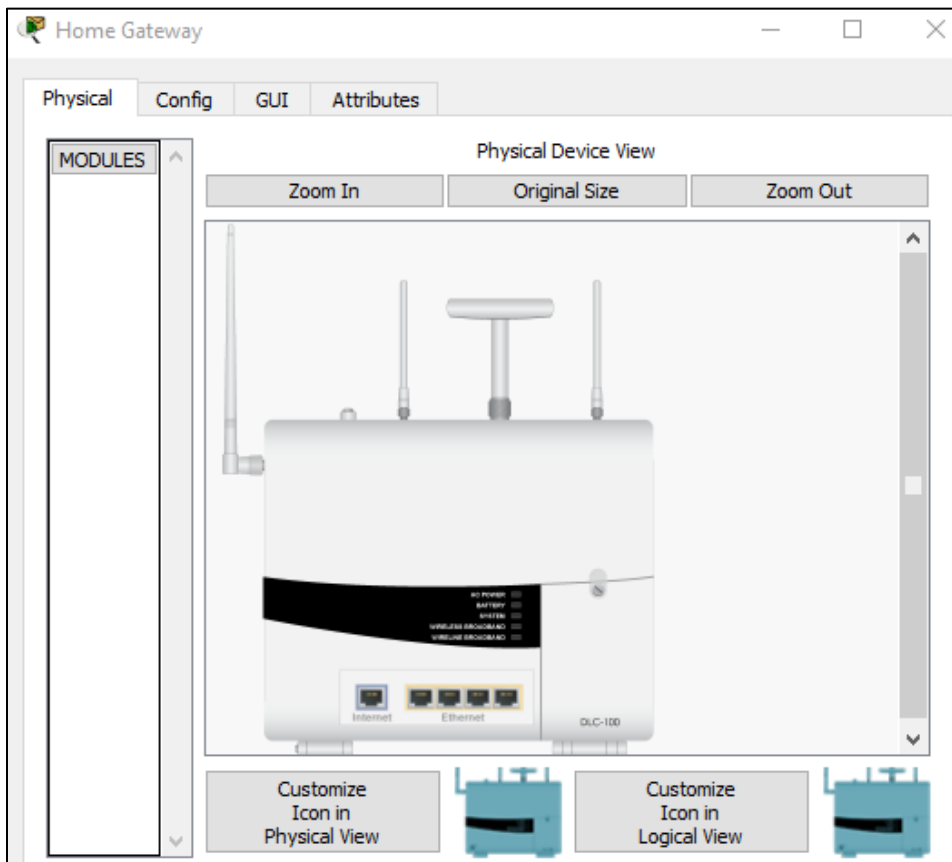 Home Gateway
Physical Config GUI Attributes
MODULES
Physical Device View
Zoom In Original Size Zoom Out
AC POWER
BATTERY
SYSTEM
WIRELESS BROADBAND
WIRELINE BROADBAND
Internet Ethernet
DLC-100
Customize
Icon in
Physical View
Customize
Icon in
Logical View